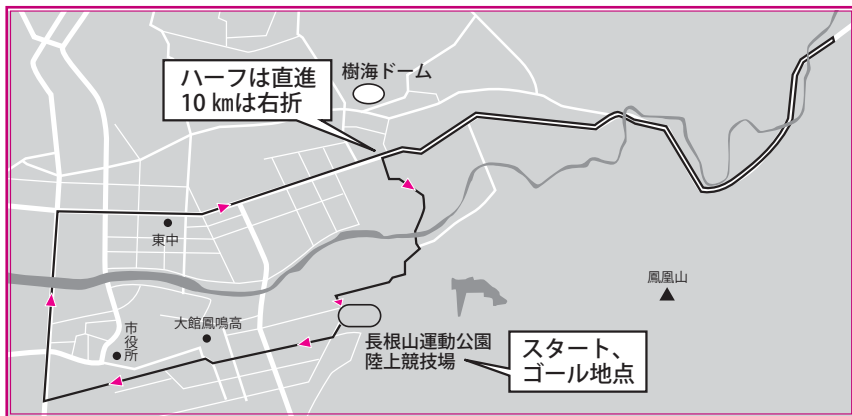 ハーフは直進
10 kmは右折
樹海ドーム
東中
鳳凰山
市役所
大館鳳鳴高
長根山運動公園
陸上競技場
スタート、
ゴール地点